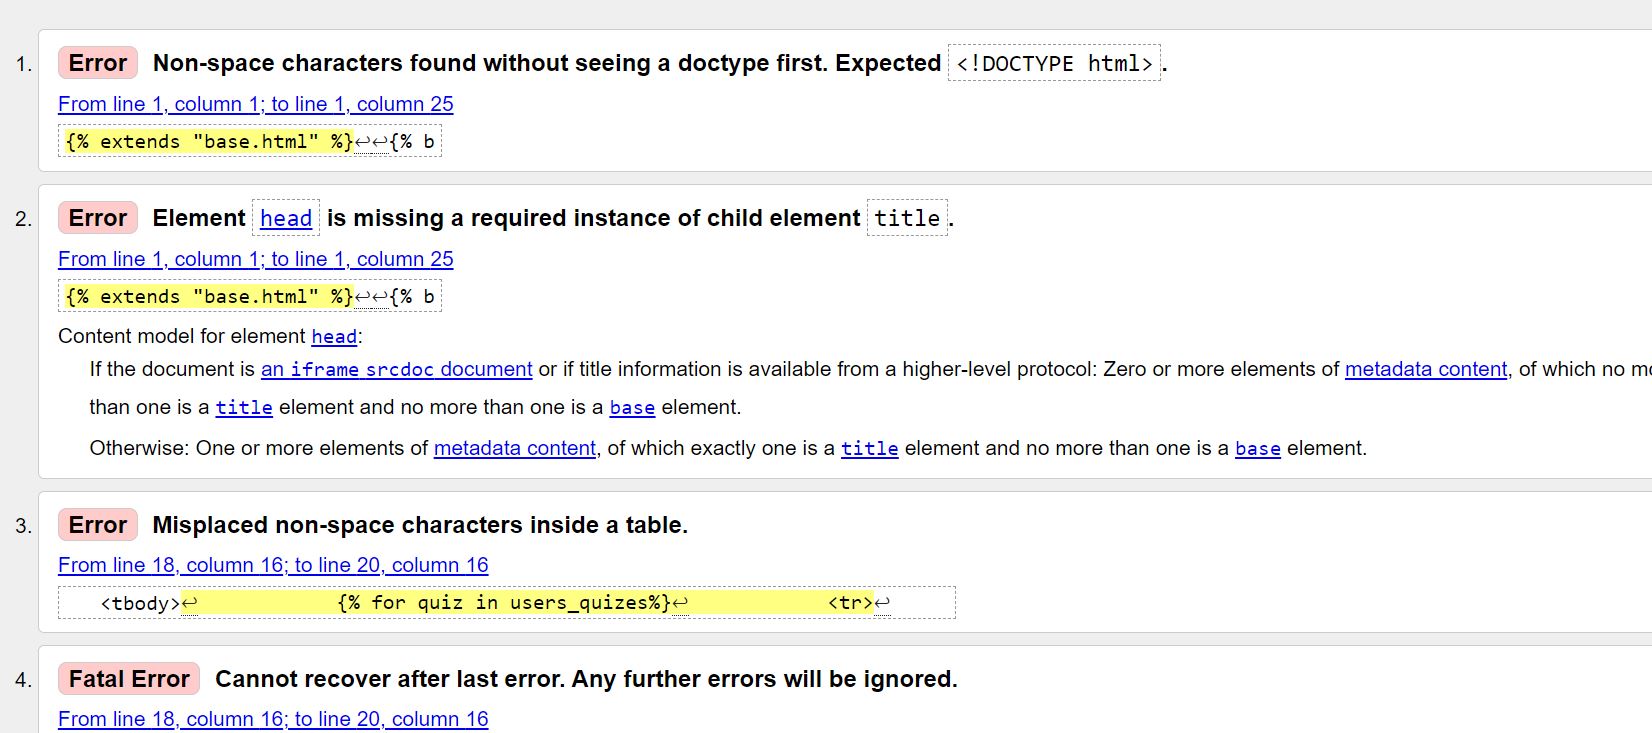 1. Error Non-space characters found without seeing a doctype first. Expected <!DOCTYPE html>.
From line 1, column 1; to line 1, column 25
{% extends "base.html" %}↩↩{% b
2. Error Element head is missing a required instance of child element title.
From line 1, column 1; to line 1, column 25
{% extends "base.html" %}↩↩{% b
Content model for element head:
If the document is an iframe srcdoc document or if title information is available from a higher-level protocol: Zero or more elements of metadata content, of which no
than one is a title element and no more than one is a base element.
Otherwise: One or more elements of metadata content, of which exactly one is a title element and no more than one is a base element.
3. Error Misplaced non-space characters inside a table.
From line 18, column 16; to line 20, column 16
<tbody>↩ {% for quiz in users_quizes%}↩ <tr>↩
4. Fatal Error Cannot recover after last error. Any further errors will be ignored.
From line 18, column 16; to line 20, column 16